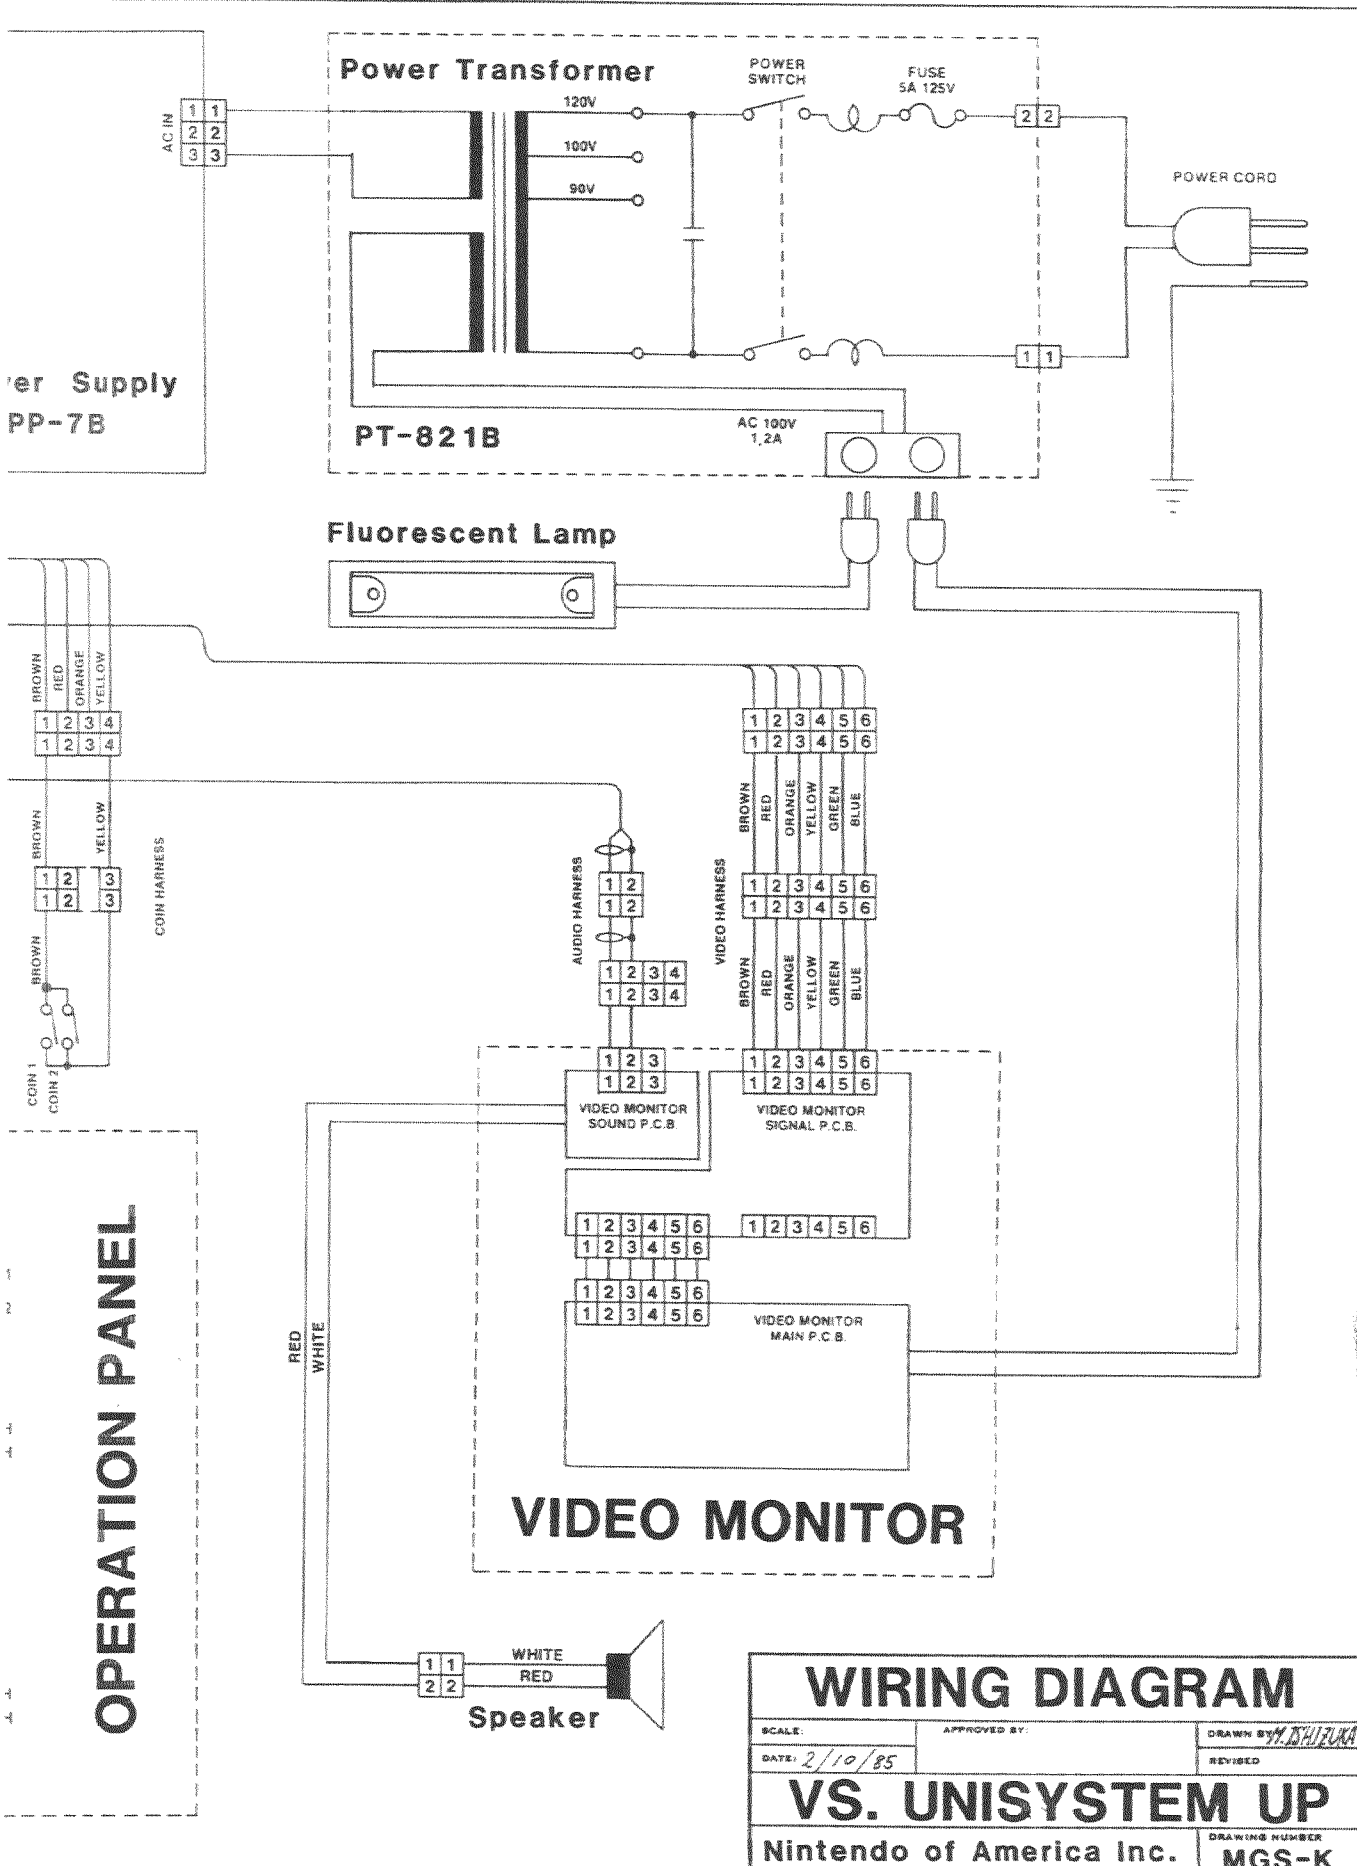 Power Transformer
POWER
SWITCH
FUSE
5A 125V
120V
100V
90V
AC IN
1 1
2 2
3 3
2 2
POWER CORD
1 1
er Supply
PP-7B
PT-821B
AC 100V
1,2A
Fluorescent Lamp
BROWN
RED
ORANGE
YELLOW
1 2 3 4
1 2 3 4
1 2 3 4 5 6
1 2 3 4 5 6
BROWN
YELLOW
COIN HARNESS
BROWN
RED
ORANGE
YELLOW
GREEN
BLUE
1 2 3
1 2 3
AUDIO HARNESS
1 2
1 2
VIDEO HARNESS
1 2 3 4 5 6
1 2 3 4 5 6
BROWN
1 2 3 4
1 2 3 4
BROWN
RED
ORANGE
YELLOW
GREEN
BLUE
COIN 1
COIN 2
1 2 3
1 2 3
1 2 3 4 5 6
1 2 3 4 5 6
VIDEO MONITOR
SOUND P.C.B
VIDEO MONITOR
SIGNAL P.C.B.
1 2 3 4 5 6
1 2 3 4 5 6
1 2 3 4 5 6
1 2 3 4 5 6
1 2 3 4 5 6
VIDEO MONITOR
MAIN P.C.B.
OPERATION PANEL
RED
WHITE
VIDEO MONITOR
1 1
2 2
WHITE
RED
Speaker
WIRING DIAGRAM
SCALE:
APPROVED BY:
DRAWN BY M. ISHIZUKA
DATE: 2/10/85
REVISED
VS. UNISYSTEM UP
Nintendo of America Inc.
DRAWING NUMBER
MGS-K